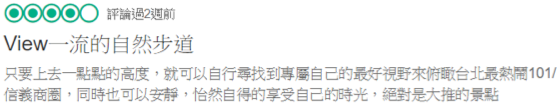 評論過2週前
View一流的自然步道
只要上去一點點的高度，就可以自行尋找到專屬自己的最好視野來俯瞰台北最熱鬧101/
信義商圈，同時也可以安靜，怡然自得的享受自己的時光，絕對是大推的景點